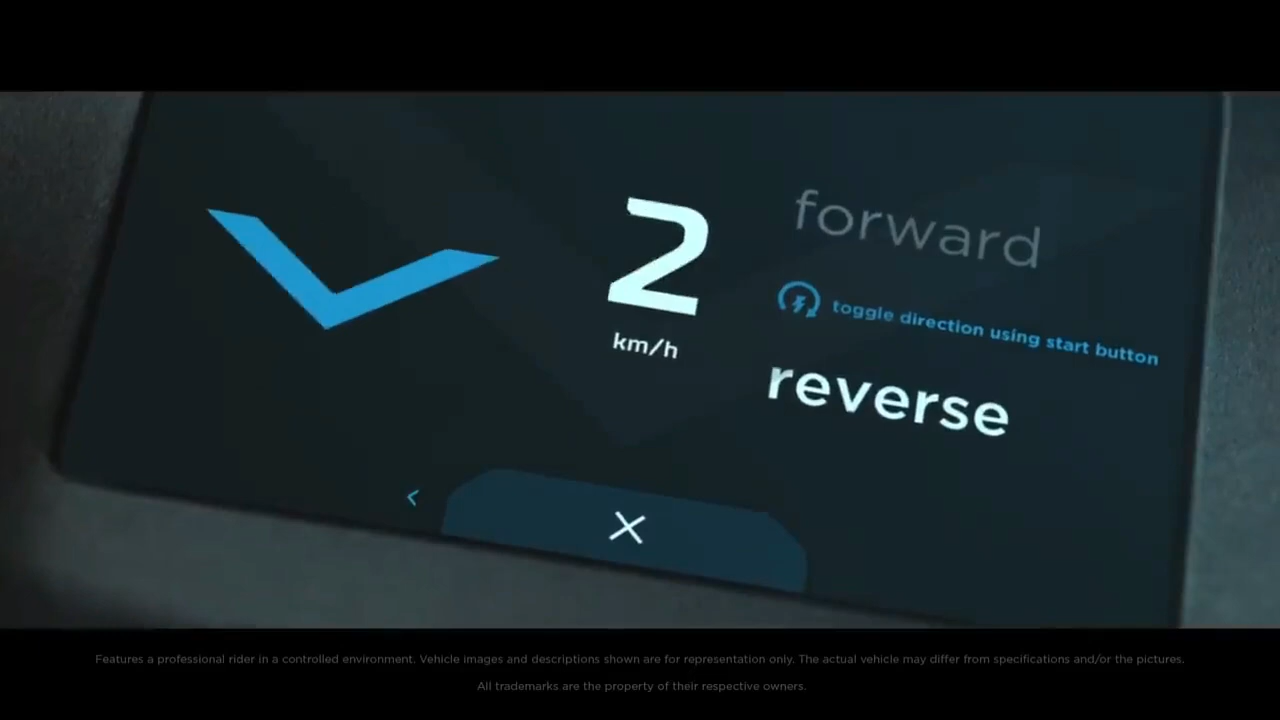 2
km/h
forward
toggle direction using start button
reverse
Features a professional rider in a controlled environment. Vehicle images and descriptions shown are for representation only. The actual vehicle may differ from specifications and/or the pictures.
All trademarks are the property of their respective owners.